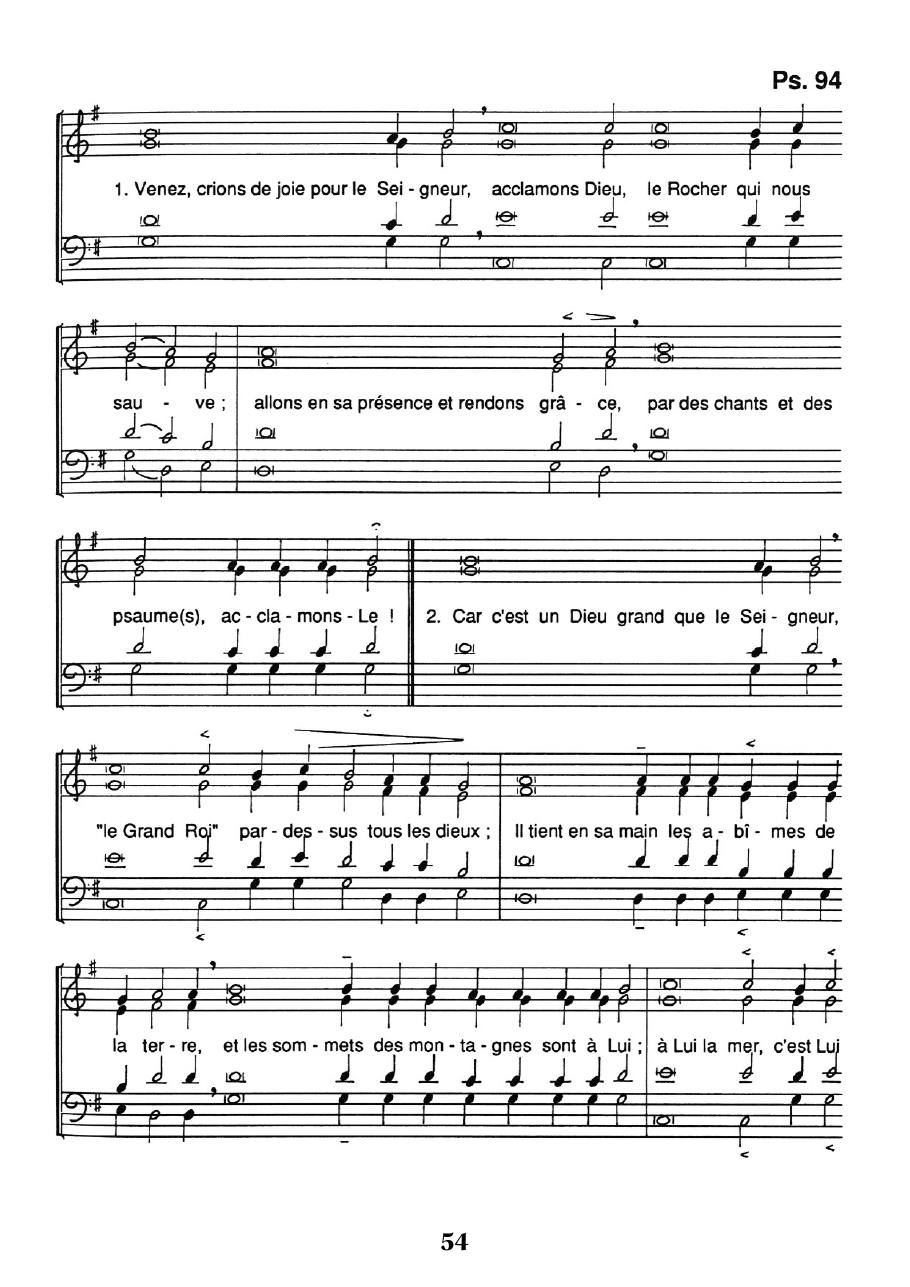 Ps. 94
1. Venez, crions de joie pour le Sei - gneur, acclamons Dieu, le Rocher qui nous
sau - ve ; allons en sa présence et rendons grâ - ce, par des chants et des
psaume(s), ac - cla - mons - Le ! 2. Car c'est un Dieu grand que le Sei - gneur,
"le Grand Roi" par - des - sus tous les dieux ; Il tient en sa main les a - bî - mes de
la ter - re, et les som - mets des mon - ta - gnes sont à Lui ; à Lui la mer, c'est Lui
54